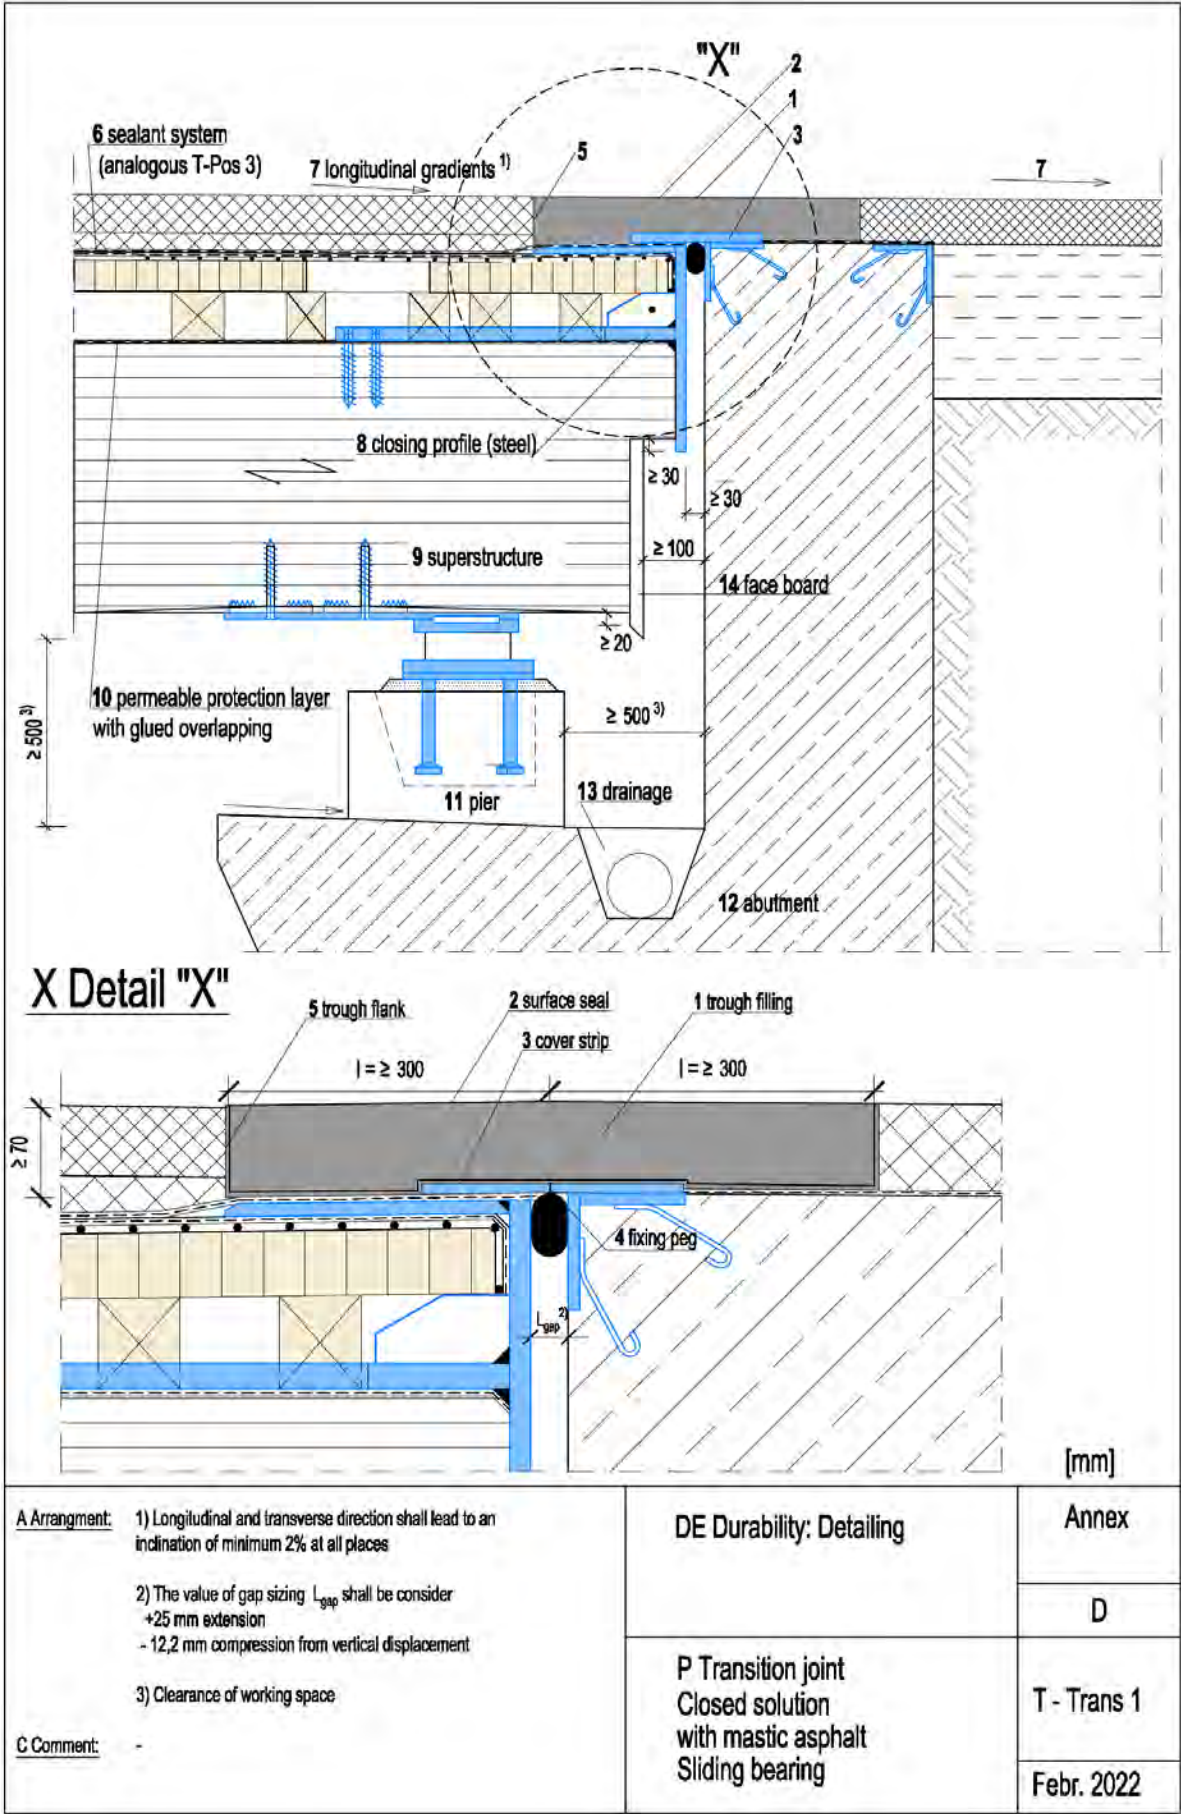 "X"
2
1
3
5
6 sealant system
(analogous T-Pos 3)
7 longitudinal gradients 1)
7
8 closing profile (steel)
≥ 30
≥ 30
≥ 100
9 superstructure
14 face board
≥ 20
10 permeable protection layer
with glued overlapping
≥ 500 3)
≥ 500 3)
11 pier
13 drainage
12 abutment
X Detail "X"
5 trough flank
2 surface seal
1 trough filling
3 cover strip
l = ≥ 300
l = ≥ 300
≥ 70
4 fixing peg
Lgap 2)
[mm]
A Arrangment:
1) Longitudinal and transverse direction shall lead to an
inclination of minimum 2% at all places
2) The value of gap sizing Lgap shall be consider
+25 mm extension
- 12,2 mm compression from vertical displacement
3) Clearance of working space
C Comment: -
DE Durability: Detailing
Annex
D
P Transition joint
Closed solution
with mastic asphalt
Sliding bearing
T - Trans 1
Febr. 2022